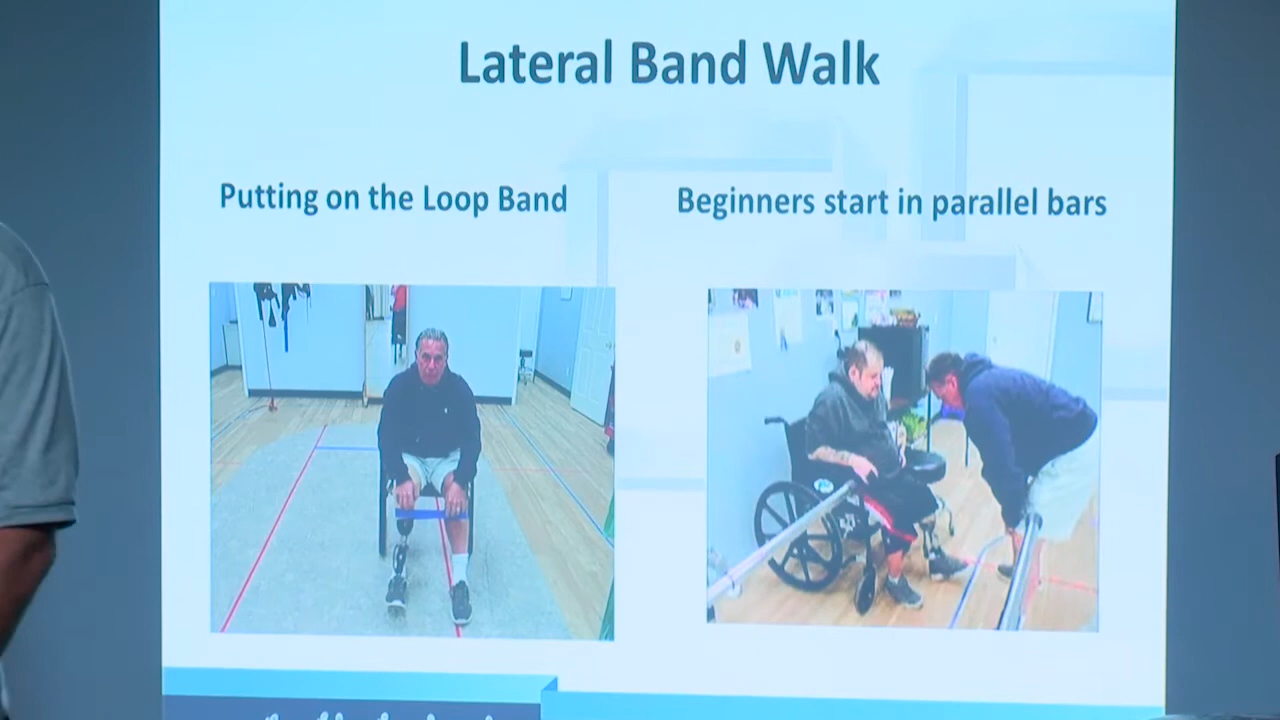 Lateral Band Walk
Putting on the Loop Band
Beginners start in parallel bars